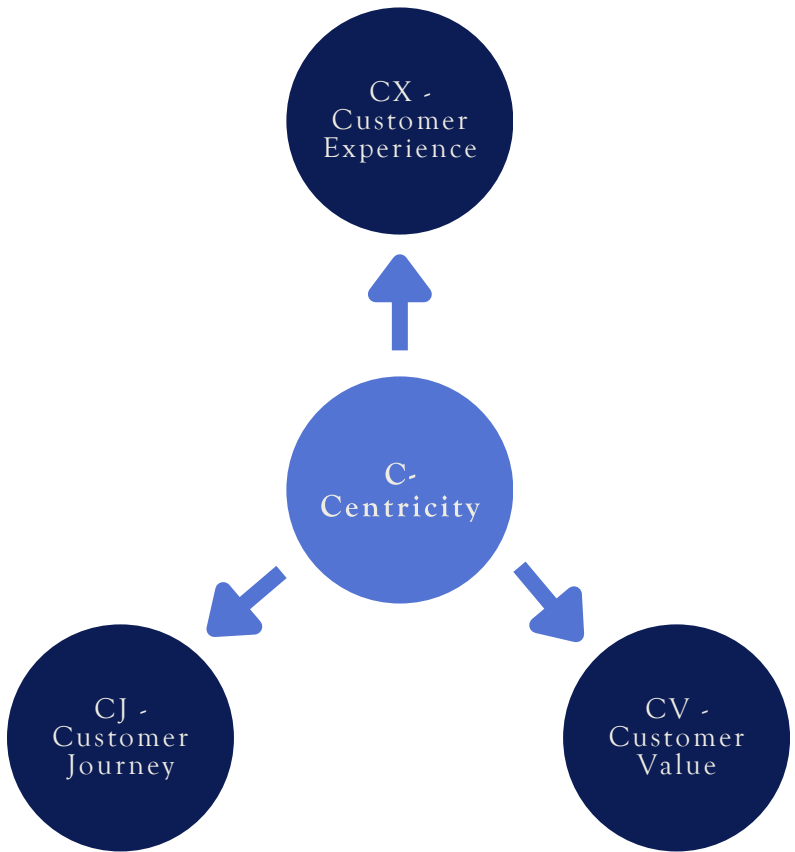 CX -
Customer
Experience
C-
Centricity
CJ -
Customer
Journey
CV -
Customer
Value